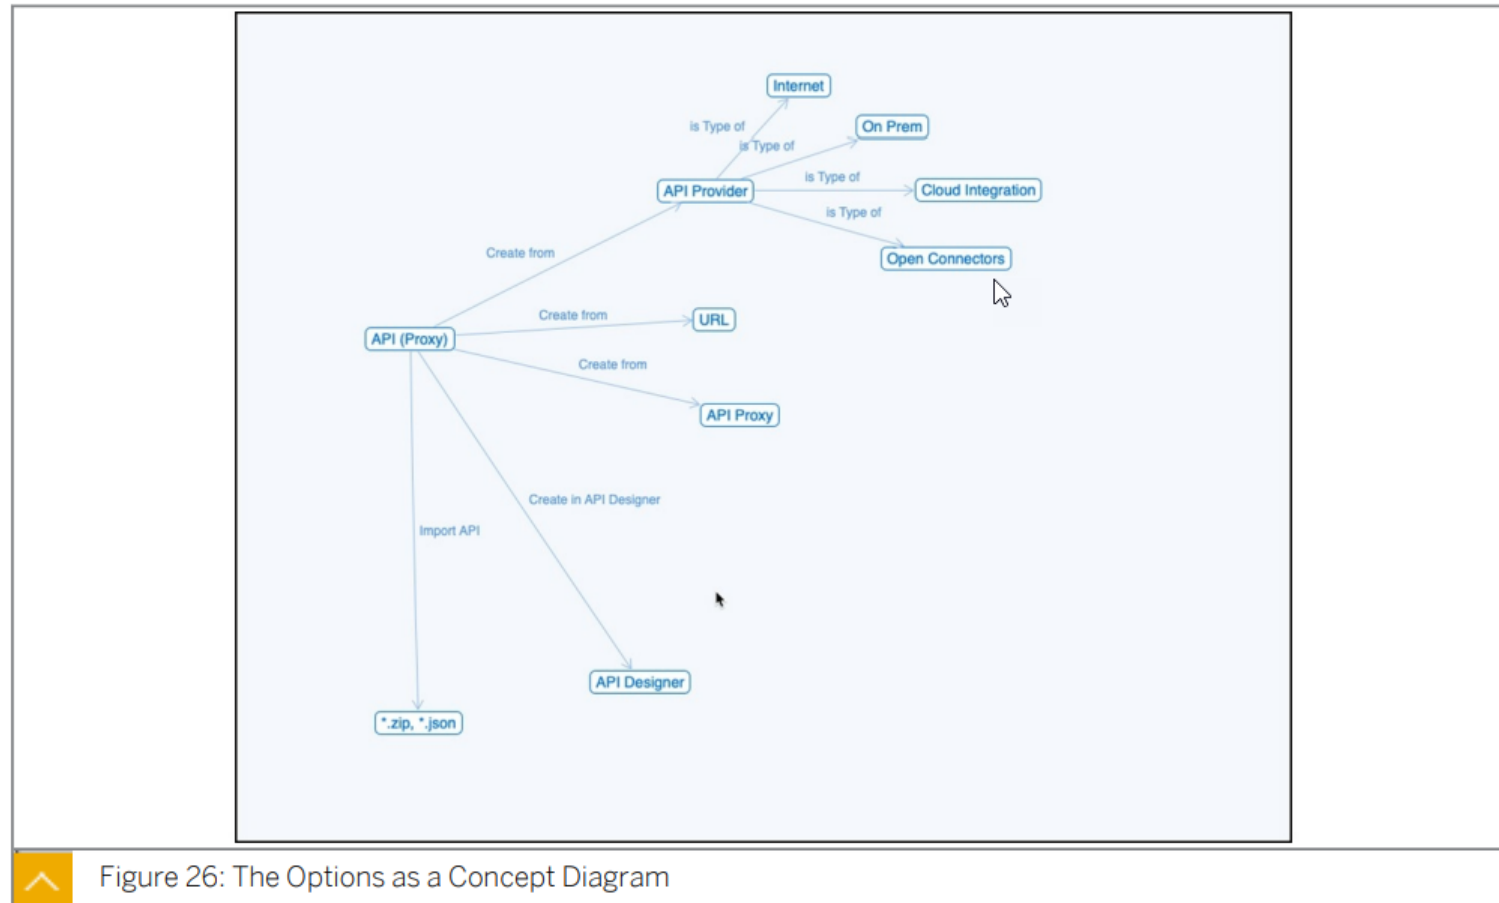 Internet
is Type of
On Prem
is Type of
is Type of
API Provider
Cloud Integration
is Type of
Create from
Open Connectors
Create from
URL
API (Proxy)
Create from
API Proxy
Create in API Designer
Import API
API Designer
*.zip, *.json
Figure 26: The Options as a Concept Diagram